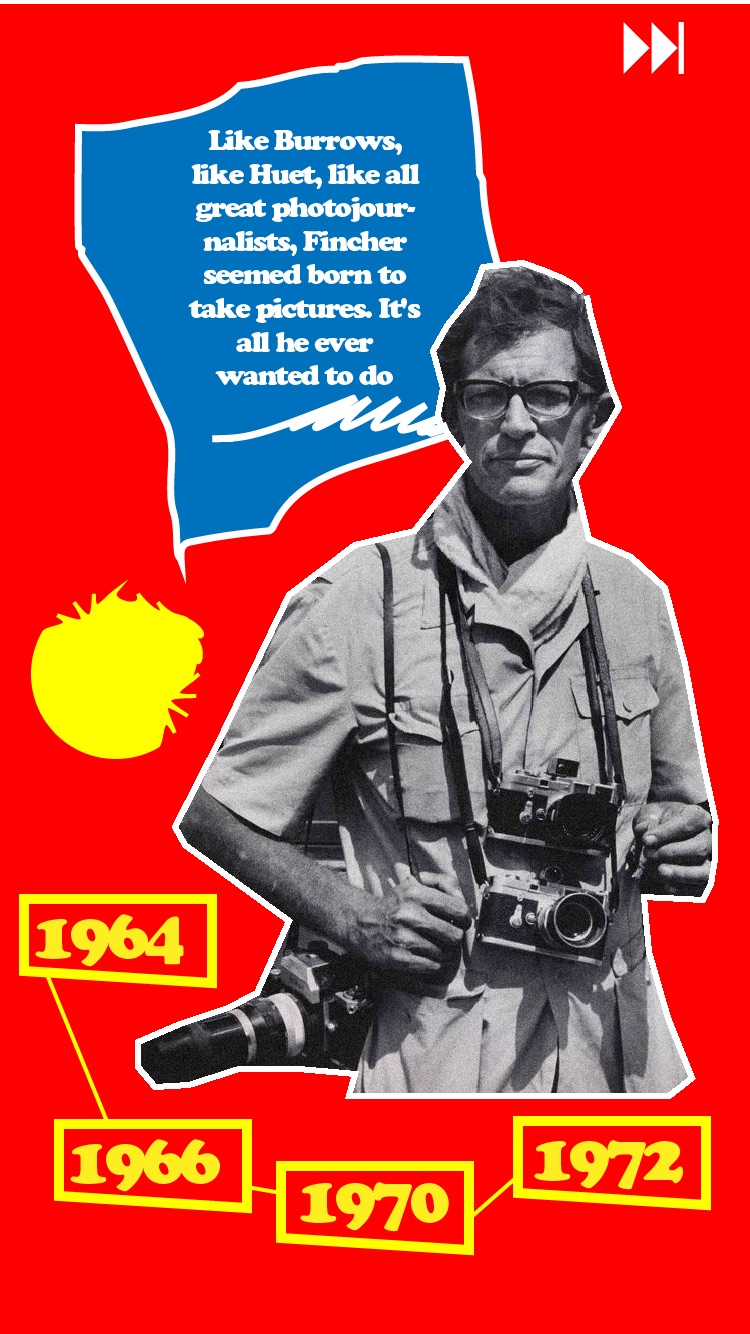 Like Burrows,
like Huet, like all
great photojour-
nalists, Fincher
seemed born to
take pictures. It's
all he ever
wanted to do
1964
1966
1970
1972